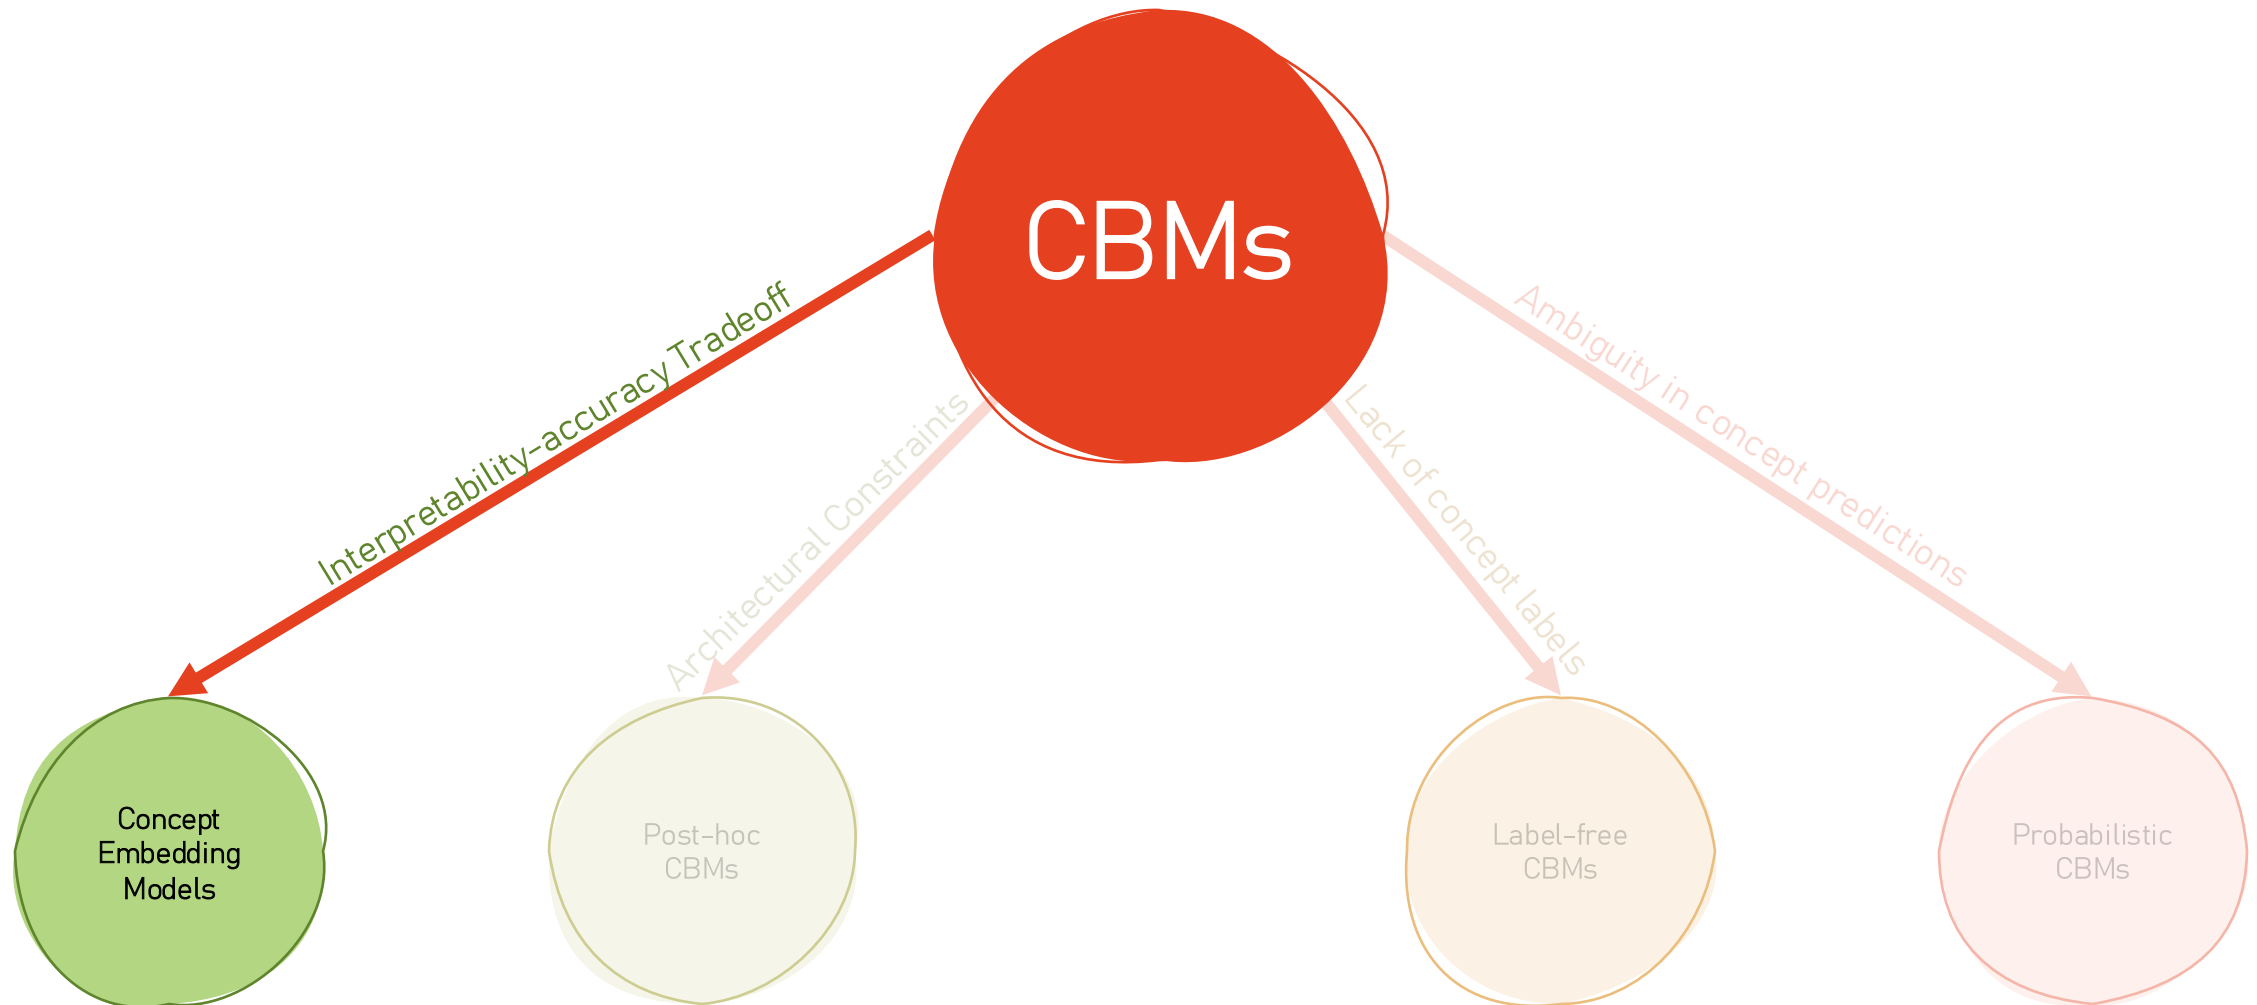 CBMs
Interpretability-accuracy Tradeoff
Architectural Constraints
Lack of concept labels
Ambiguity in concept predictions
Concept
Embedding
Models
Post-hoc
CBMs
Label-free
CBMs
Probabilistic
CBMs